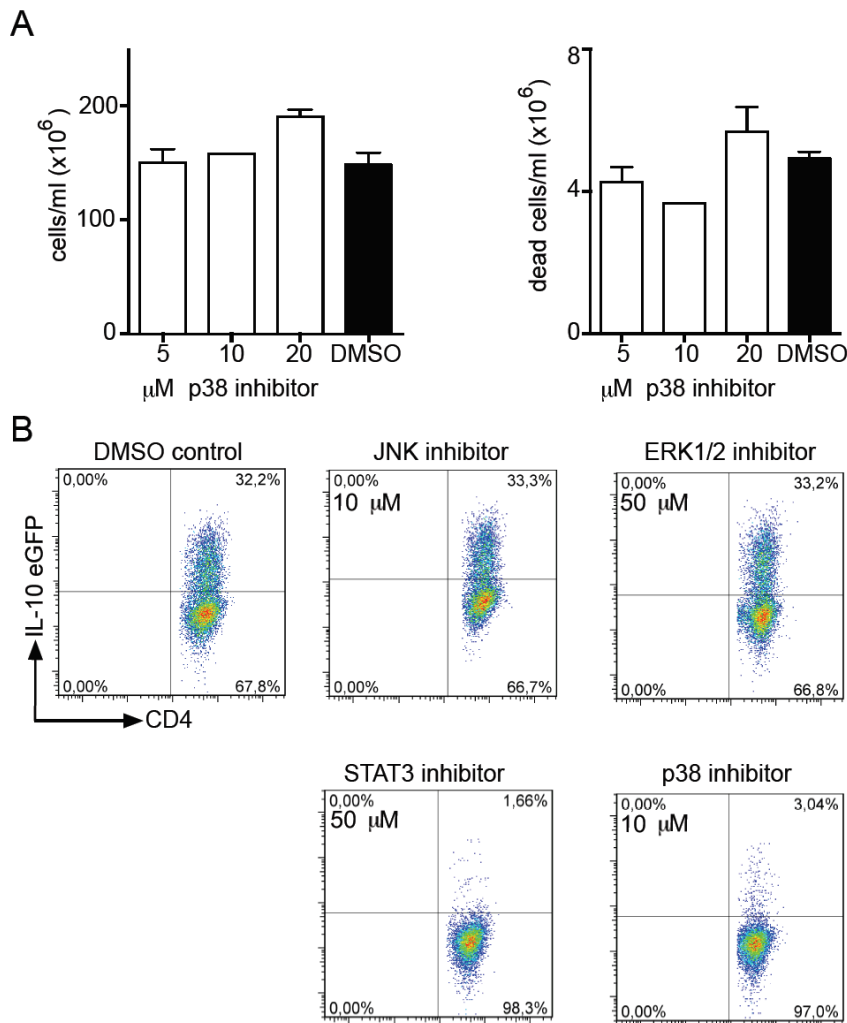 A
cells/ml (x10⁶)
200
100
0
5 10 20 DMSO
μM p38 inhibitor
dead cells/ml (x10⁶)
8
4
0
5 10 20 DMSO
μM p38 inhibitor
B
DMSO control
0,00% 32,2%
0,00% 67,8%
IL-10 eGFP
CD4
JNK inhibitor
0,00% 33,3%
10 μM
0,00% 66,7%
ERK1/2 inhibitor
0,00% 33,2%
50 μM
0,00% 66,8%
STAT3 inhibitor
0,00% 1,66%
50 μM
0,00% 98,3%
p38 inhibitor
0,00% 3,04%
10 μM
0,00% 97,0%